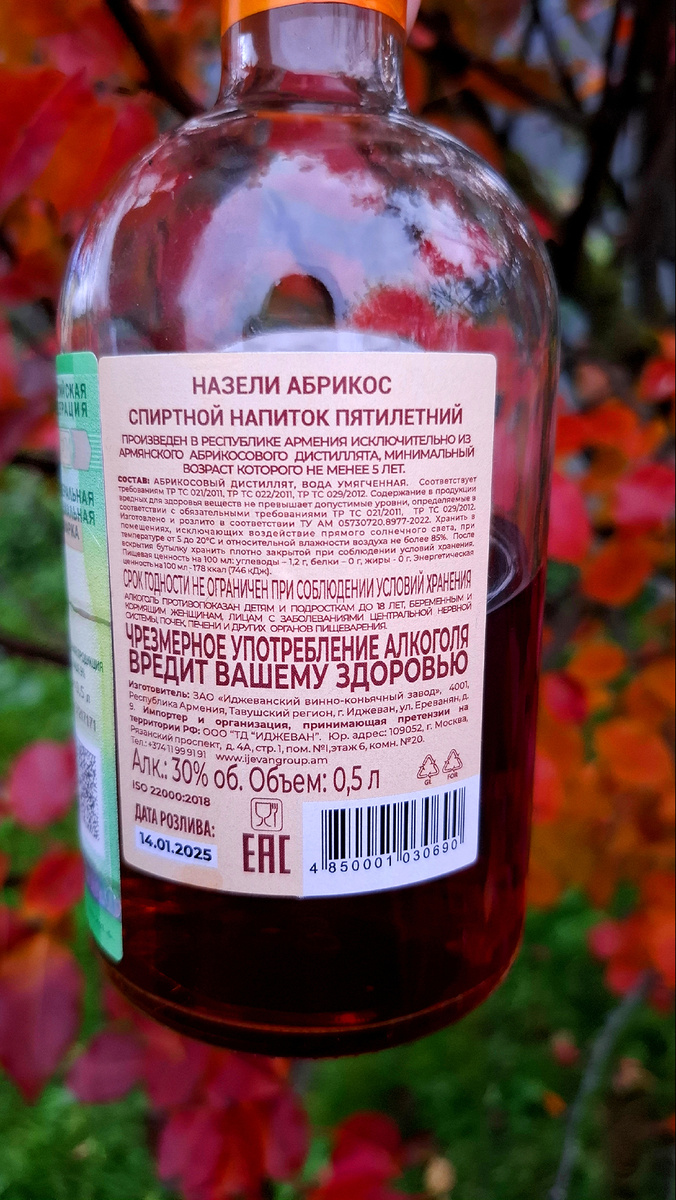 НАЗЕЛИ АБРИКОС
СПИРТНОЙ НАПИТОК ПЯТИЛЕТНИЙ
ПРОИЗВЕДЕН В РЕСПУБЛИКЕ АРМЕНИЯ ИСКЛЮЧИТЕЛЬНО ИЗ
АРМЯНСКОГО АБРИКОСОВОГО ДИСТИЛЛЯТА, МИНИМАЛЬНЫЙ
ВОЗРАСТ КОТОРОГО НЕ МЕНЕЕ 5 ЛЕТ.
СОСТАВ: АБРИКОСОВЫЙ ДИСТИЛЛЯТ, ВОДА УМЯГЧЕННАЯ. Соответствует
требованиям ТР ТС 021/2011, ТР ТС 022/2011, ТР ТС 029/2012. Содержание в продукции
вредных для здоровья веществ не превышает допустимые уровни, определяемые в
соответствии с обязательными требованиями ТР ТС 021/2011, ТР ТС 029/2012.
Изготовлено и розлито в соответствии ТУ АМ 05730720.8977-2022. Хранить в
помещениях, исключающих воздействие прямого солнечного света, при
температуре от 5 до 20°С и относительной влажности воздуха не более 85%. После
вскрытия бутылку хранить плотно закрытой при соблюдении условий хранения.
Пищевая ценность на 100 мл: углеводы – 1,2 г, белки – 0 г, жиры - 0 г. Энергетическая
ценность на 100 мл - 178 ккал (746 кДж).
СРОК ГОДНОСТИ НЕ ОГРАНИЧЕН ПРИ СОБЛЮДЕНИИ УСЛОВИЙ ХРАНЕНИЯ
АЛКОГОЛЬ ПРОТИВОПОКАЗАН ДЕТЯМ И ПОДРОСТКАМ ДО 18 ЛЕТ, БЕРЕМЕННЫМ И
КОРМЯЩИМ ЖЕНЩИНАМ, ЛИЦАМ С ЗАБОЛЕВАНИЯМИ ЦЕНТРАЛЬНОЙ НЕРВНОЙ
СИСТЕМЫ, ПОЧЕК, ПЕЧЕНИ И ДРУГИХ ОРГАНОВ ПИЩЕВАРЕНИЯ.
ЧРЕЗМЕРНОЕ УПОТРЕБЛЕНИЕ АЛКОГОЛЯ
ВРЕДИТ ВАШЕМУ ЗДОРОВЬЮ
Изготовитель: ЗАО «Иджеванский винно-коньячный завод», 4001,
Республика Армения, Тавушский регион, г. Иджеван, ул. Ереванян, д.
9. Импортер и организация, принимающая претензии на
территории РФ: ООО "ТД "ИДЖЕВАН". Юр. адрес: 109052, г. Москва,
Рязанский проспект, д. 4А, стр.1, пом. №I,этаж 6, комн. №20.
Тел.:+374 11 99 91 91 www.ijevangroup.am
Алк.: 30% об. Объем: 0,5 л
GE FOR
ISO 22000:2018
ДАТА РОЗЛИВА:
14.01.2025
EAC
4 850001 030690